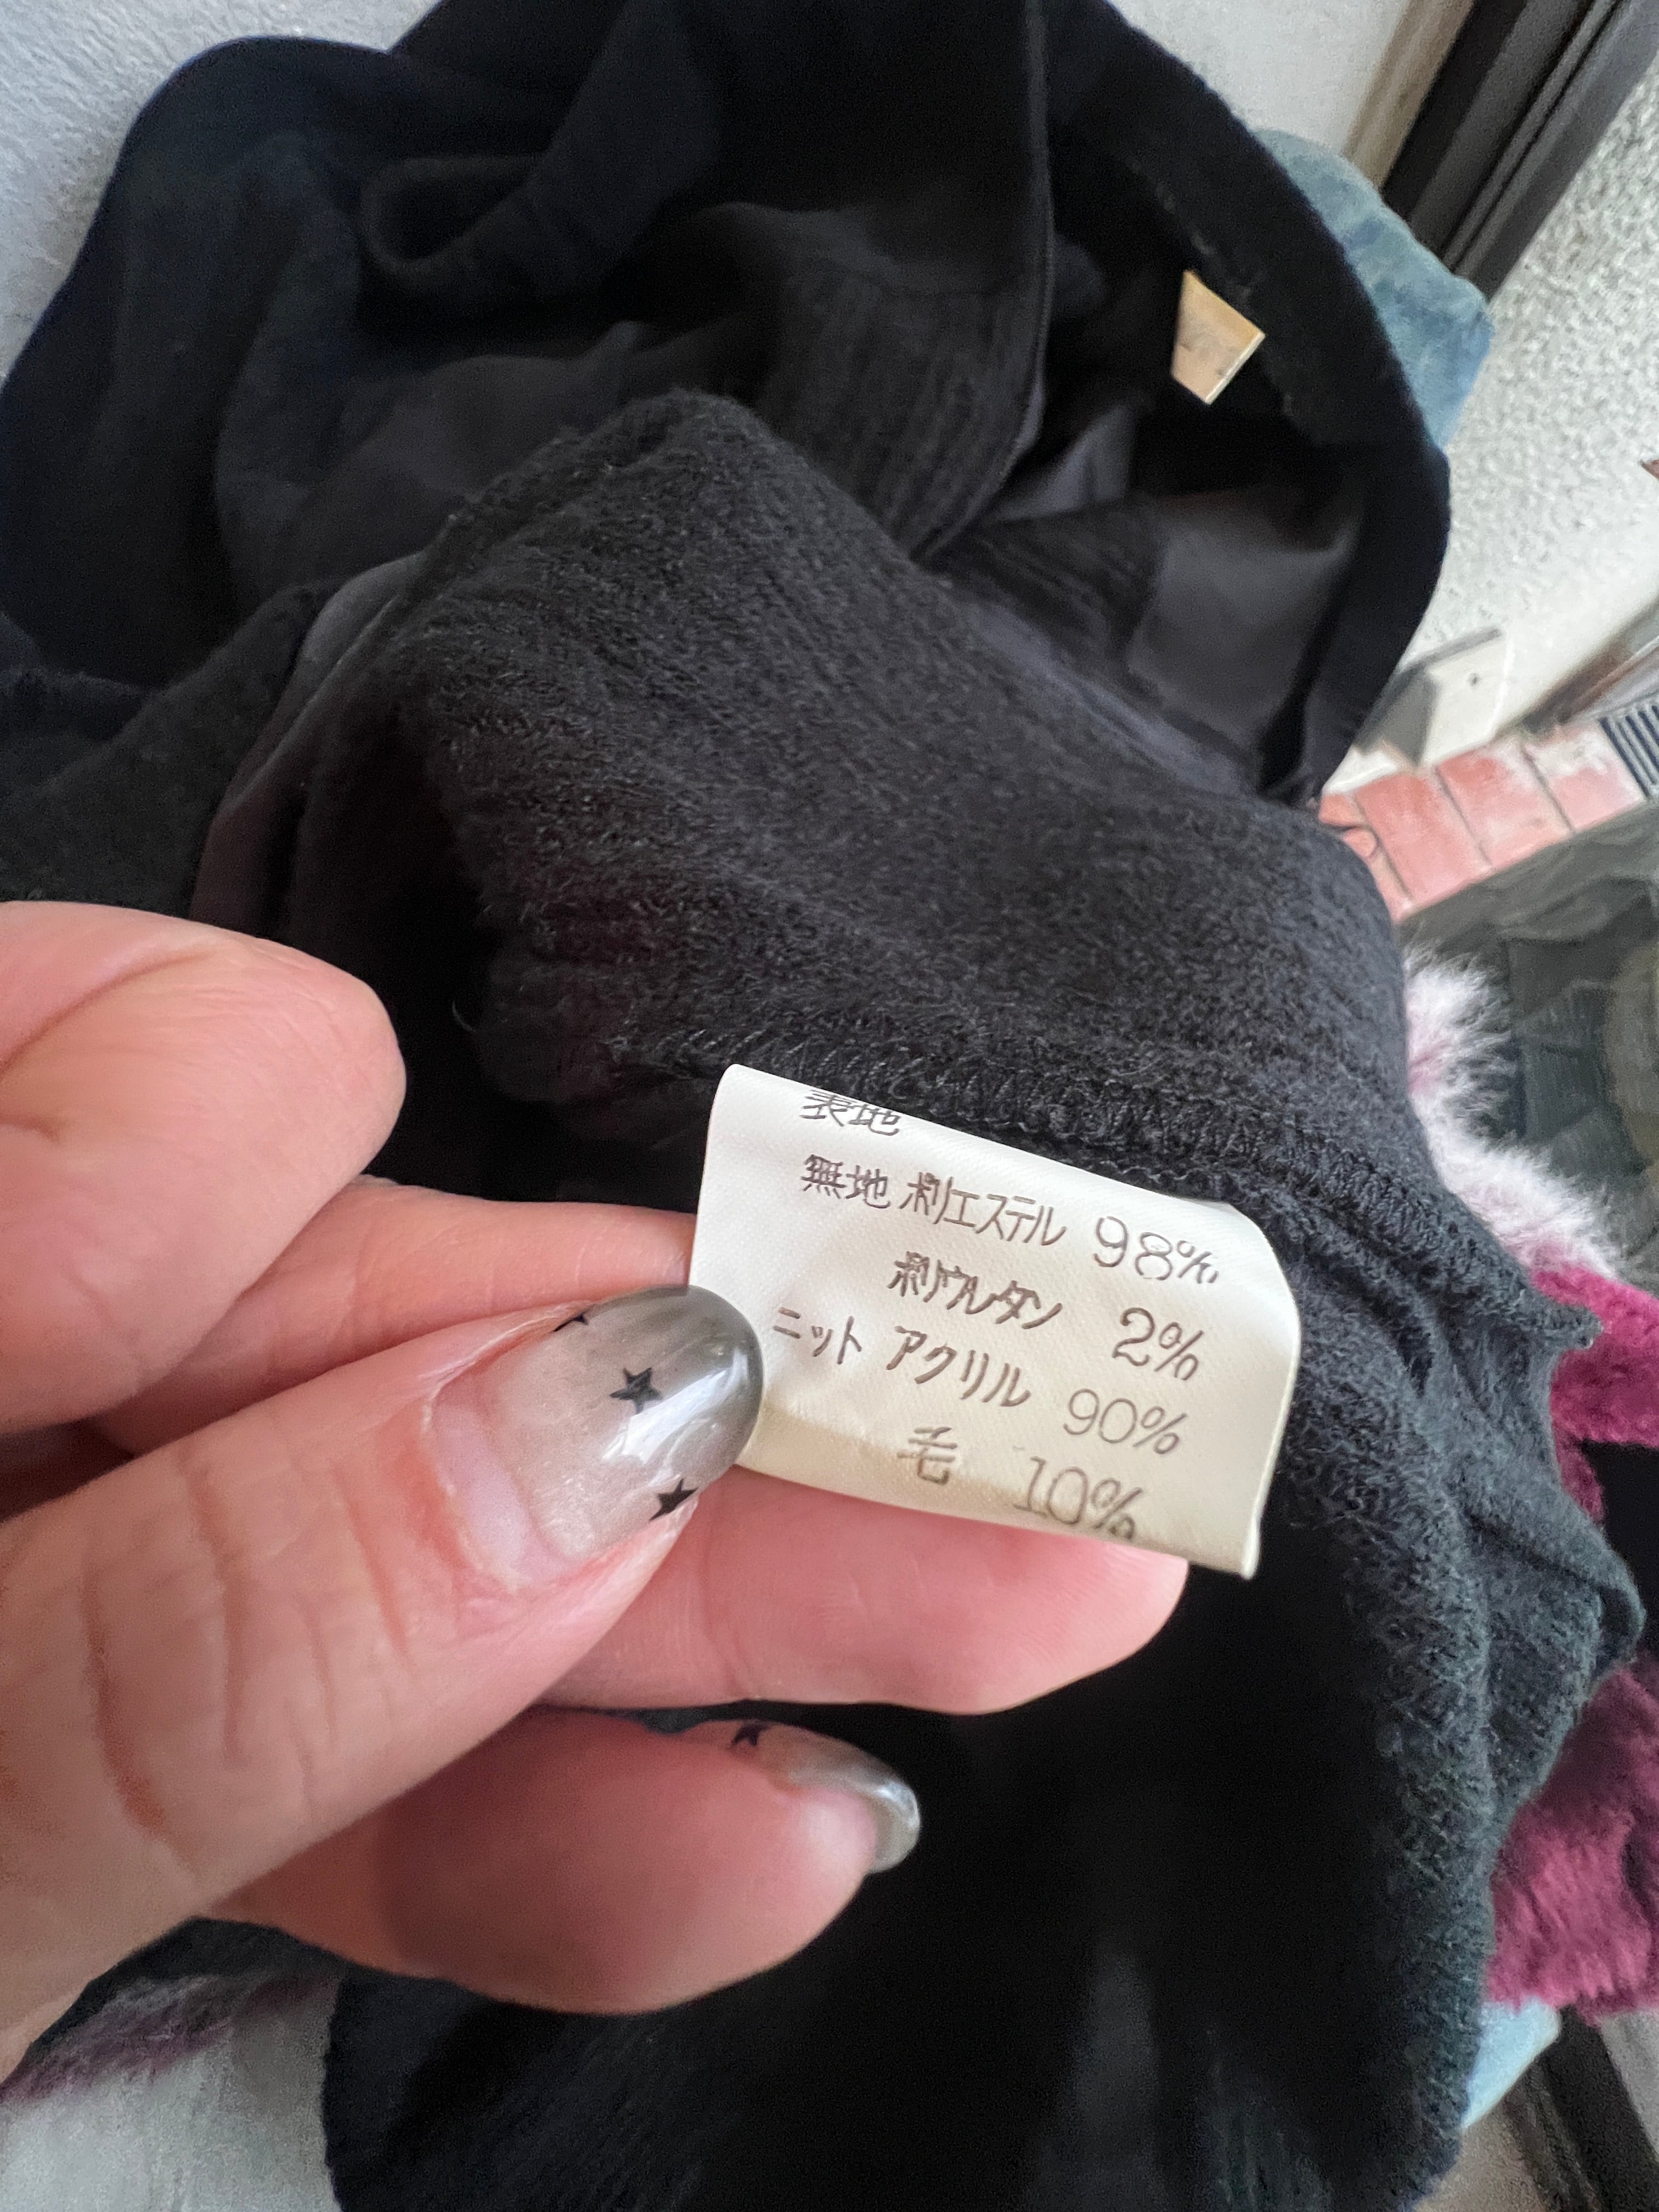 表地
無地 ポリエステル 98%
ポリウレタン 2%
ニット アクリル 90%
毛 10%